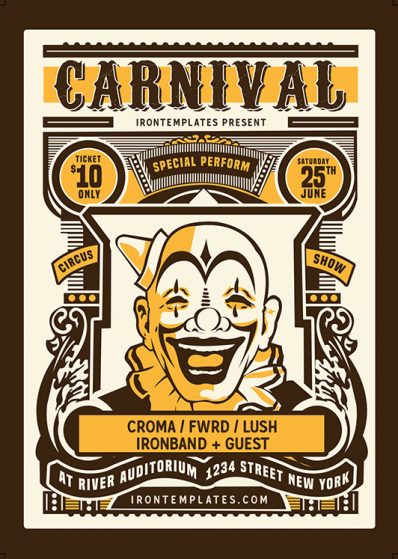 CARNIVAL
IRONTEMPLATES PRESENT
TICKET
$10
ONLY
SPECIAL PERFORM
SATURDAY
25TH
JUNE
CIRCUS
SHOW
CROMA / FWRD / LUSH
IRONBAND + GUEST
AT RIVER AUDITORIUM 1234 STREET NEW YORK
IRONTEMPLATES.COM